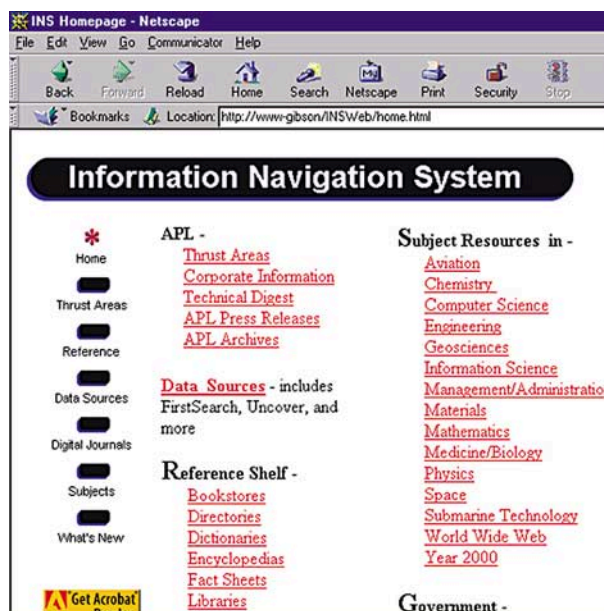 INS Homepage - Netscape
File Edit View Go Communicator Help
Back Forward Reload Home Search Netscape Print Security Stop
Bookmarks Location: http://www-gibson/INSWeb/home.html
Information Navigation System
Home
Thrust Areas
Reference
Data Sources
Digital Journals
Subjects
What's New
Get Acrobat
APL -
Thrust Areas
Corporate Information
Technical Digest
APL Press Releases
APL Archives
Data Sources - includes
FirstSearch, Uncover, and
more
Reference Shelf -
Bookstores
Directories
Dictionaries
Encyclopedias
Fact Sheets
Libraries
Subject Resources in -
Aviation
Chemistry
Computer Science
Engineering
Geosciences
Information Science
Management/Administratio
Materials
Mathematics
Medicine/Biology
Physics
Space
Submarine Technology
World Wide Web
Year 2000
Government -